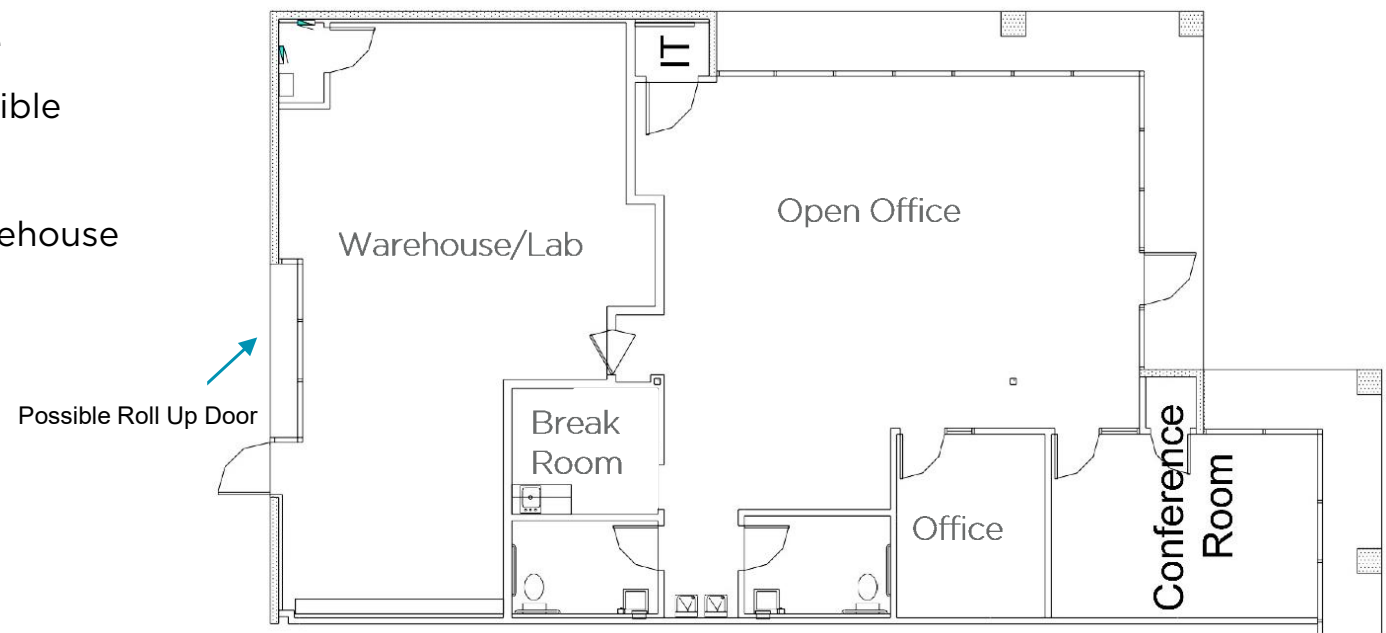 ible
ehouse
IT
Open Office
Warehouse/Lab
Possible Roll Up Door
Break
Room
Office
Conference
Room